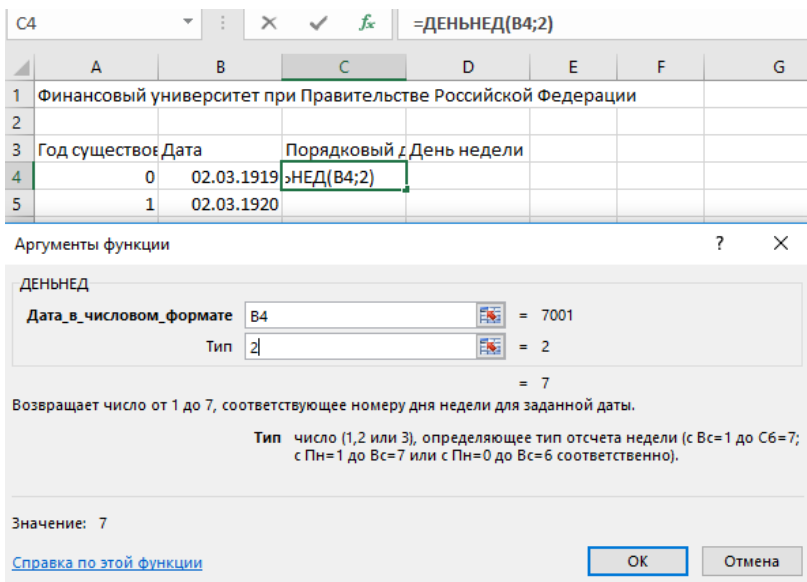 C4 fx =ДЕНЬНЕД(B4;2)
A B C D E F G
1 Финансовый университет при Правительстве Российской Федерации
2
3 Год существов Дата Порядковый д День недели
4 0 02.03.1919 ьНЕД(B4;2)
5 1 02.03.1920
Аргументы функции ? ×
ДЕНЬНЕД
Дата_в_числовом_формате B4 = 7001
Тип 2 = 2
= 7
Возвращает число от 1 до 7, соответствующее номеру дня недели для заданной даты.
Тип число (1,2 или 3), определяющее тип отсчета недели (с Вс=1 до Сб=7;
с Пн=1 до Вс=7 или с Пн=0 до Вс=6 соответственно).
Значение: 7
Справка по этой функции ОК Отмена